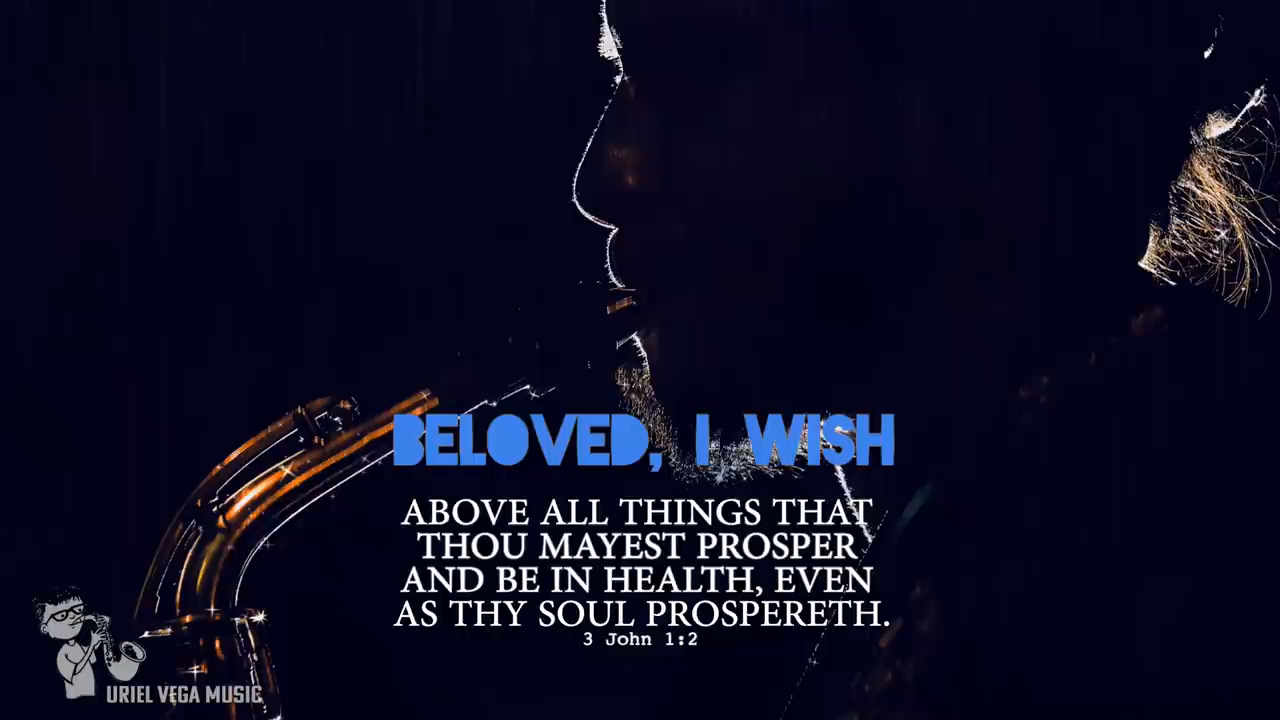 BELOVED, I WISH
ABOVE ALL THINGS THAT
THOU MAYEST PROSPER
AND BE IN HEALTH, EVEN
AS THY SOUL PROSPERETH.
3 John 1:2
URIEL VEGA MUSIC